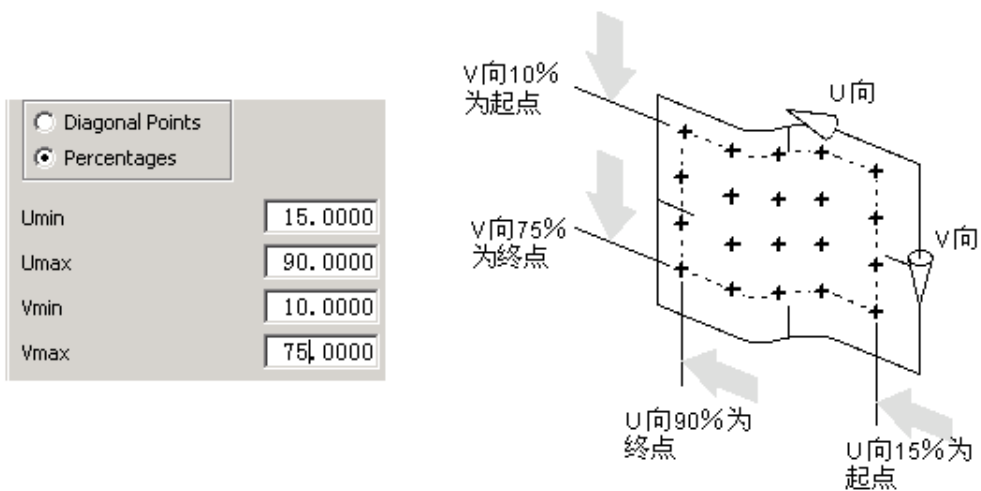 Diagonal Points
Percentages
Umin 15.0000
Umax 90.0000
Vmin 10.0000
Vmax 75.0000
V向10%
为起点
U向
V向75%
为终点
V向
U向90%为
终点
U向15%为
起点